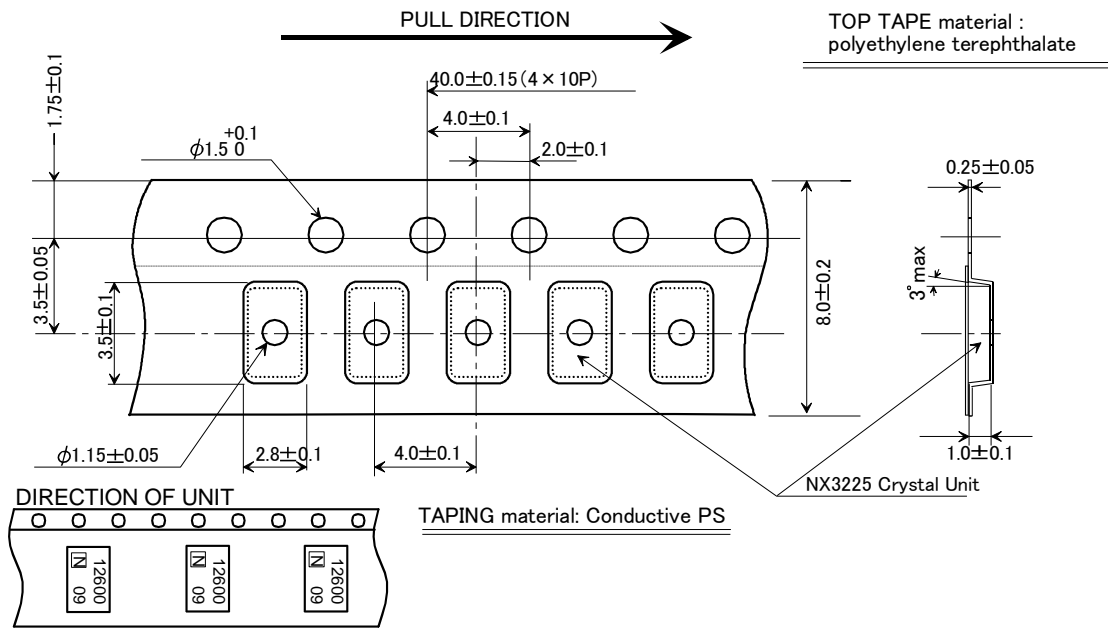 PULL DIRECTION
TOP TAPE material :
polyethylene terephthalate
1.75±0.1
40.0±0.15(4×10P)
4.0±0.1
+0.1
φ1.5 0
2.0±0.1
0.25±0.05
3.5±0.05
3.5±0.1
8.0±0.2
3°max
φ1.15±0.05
2.8±0.1
4.0±0.1
1.0±0.1
NX3225 Crystal Unit
DIRECTION OF UNIT
TAPING material: Conductive PS
12600
N 09
12600
N 09
12600
N 09